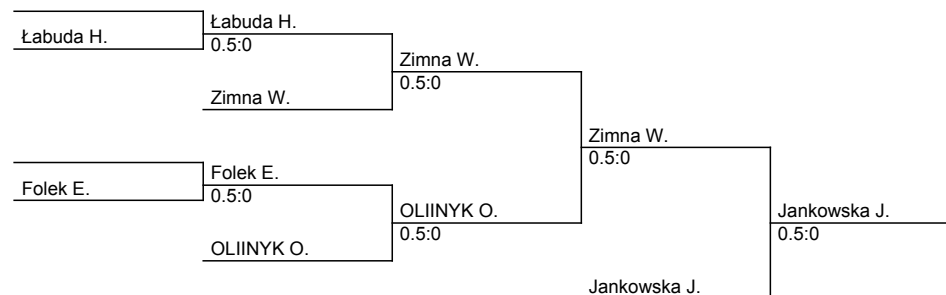 Łabuda H.
Łabuda H.
0.5:0
Zimna W.
0.5:0
Zimna W.
Zimna W.
0.5:0
Folek E.
Folek E.
0.5:0
OLIINYK O.
0.5:0
OLIINYK O.
Jankowska J.
0.5:0
Jankowska J.